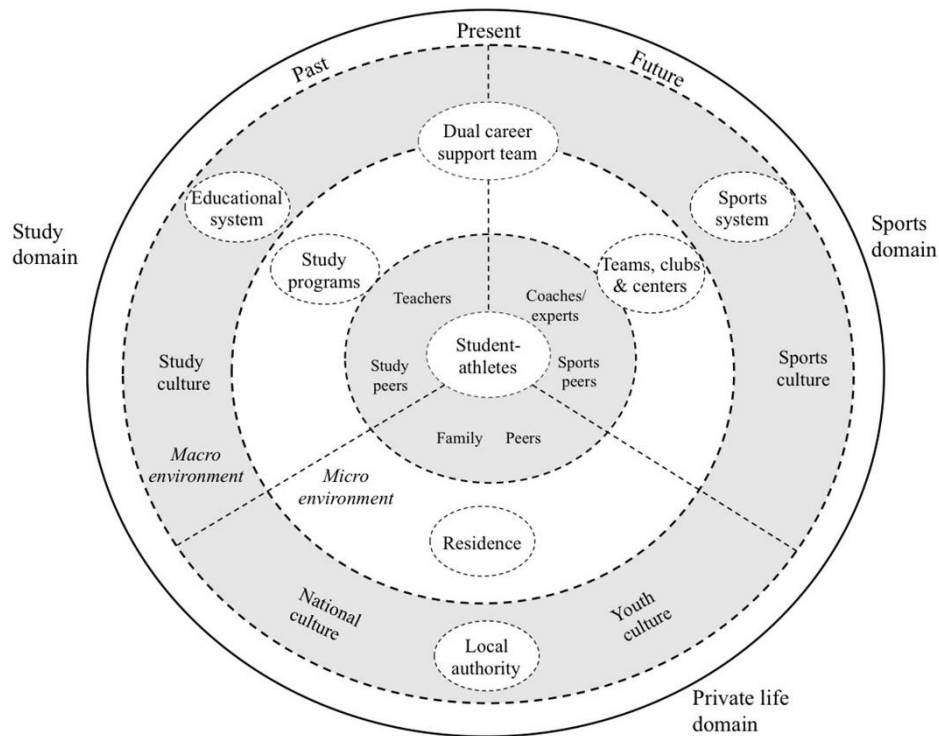 Present
Past
Future
Dual career
support team
Educational
system
Sports
system
Study
domain
Sports
domain
Study
programs
Teams, clubs
& centers
Teachers
Coaches/
experts
Student-
athletes
Study
peers
Sports
peers
Study
culture
Sports
culture
Family Peers
Macro
environment
Micro
environment
Residence
National
culture
Youth
culture
Local
authority
Private life
domain